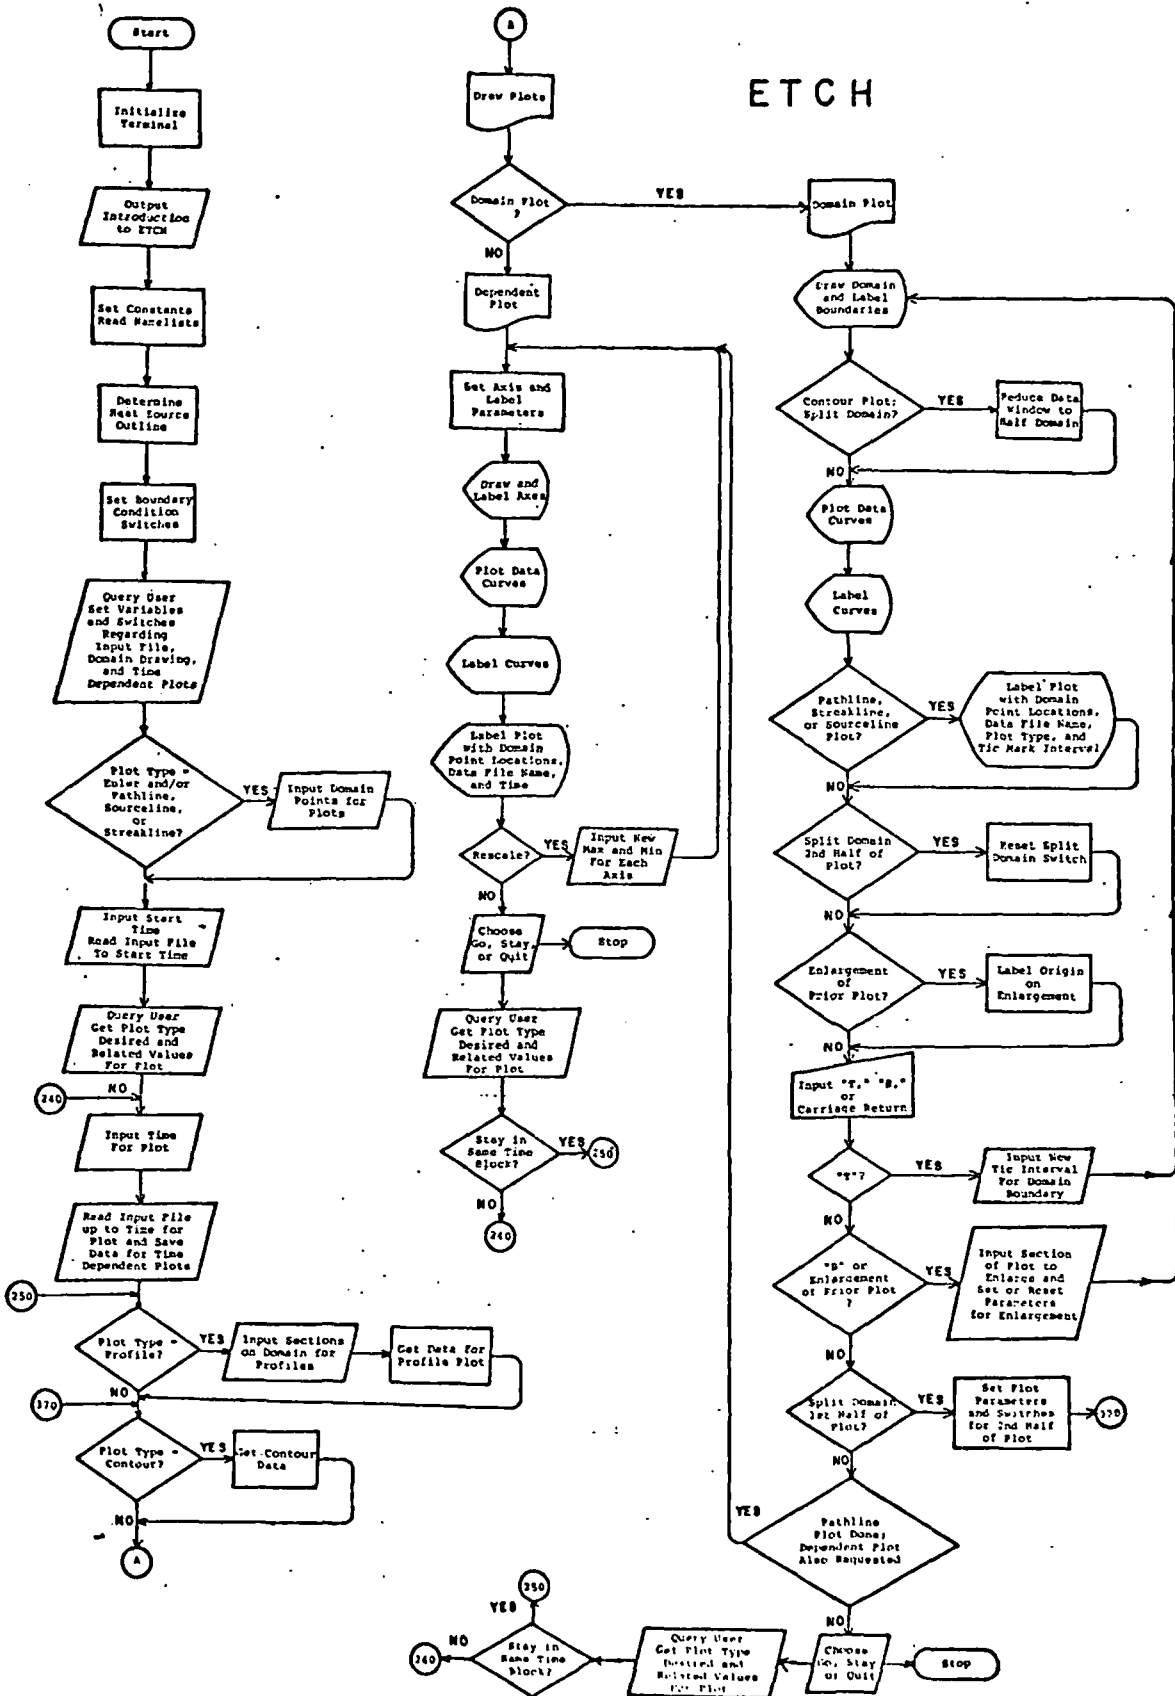 Start
Initialize
Terminal
Output
Introduction
to ETCH
Set Constants
Read Namelists
Determine
Heat Source
Outline
Set Boundary
Condition
Switches
Query User
Set Variables
and Switches
Regarding
Input File,
Domain Drawing,
and Time
Dependent Plots
Plot Type =
Euler and/or
Pathline,
Sourceline,
or
Streakline?
YES
Input Domain
Points for
Plots
Input Start
Time
Read Input File
To Start Time
Query User
Get Plot Type
Desired and
Related Values
For Plot
NO
240
Input Time
For Plot
Read Input File
up to Time for
Plot and Save
Data for Time
Dependent Plots
250
Plot Type =
Profile?
YES
Input Sections
on Domain for
Profiles
Get Data for
Profile Plot
NO
370
Plot Type =
Contour?
YES
Get Contour
Data
NO
A
A
Draw Plots
Domain Plot
?
YES
NO
Dependent
Plot
Set Axis and
Label
Parameters
Draw and
Label Axes
Plot Data
Curves
Label Curves
Label Plot
with Domain
Point Locations,
Data File Name,
and Time
Rescale?
YES
Input New
Max and Min
For Each
Axis
NO
Choose
Go, Stay,
or Quit
Stop
Query User
Get Plot Type
Desired and
Related Values
For Plot
Stay in
Same Time
Block?
YES
250
NO
240
ETCH
Domain Plot
Draw Domain
and Label
Boundaries
Contour Plot;
Split Domain?
YES
Reduce Data
Window to
Half Domain
NO
Plot Data
Curves
Label
Curves
Pathline,
Streakline,
or Sourceline
Plot?
YES
Label Plot
with Domain
Point Locations,
Data File Name,
Plot Type, and
Tic Mark Interval
NO
Split Domain
2nd Half of
Plot?
YES
Reset Split
Domain Switch
NO
Enlargement
of
Prior Plot?
YES
Label Origin
on
Enlargement
NO
Input "T," "B,"
or
Carriage Return
"T"?
YES
Input New
Tic Interval
For Domain
Boundary
NO
"B" or
Enlargement
of Prior Plot
?
YES
Input Section
of Plot to
Enlarge and
Set or Reset
Parameters
for Enlargement
NO
Split Domain
1st Half of
Plot?
YES
Set Plot
Parameters
and Switches
for 2nd Half
of Plot
370
NO
Pathline
Plot Done;
Dependent Plot
Also Requested
YES
NO
Choose
Go, Stay
or Quit
Stop
Query User
Get Plot Type
Desired and
Related Values
For Plot
Stay in
Same Time
Block?
YES
250
NO
240